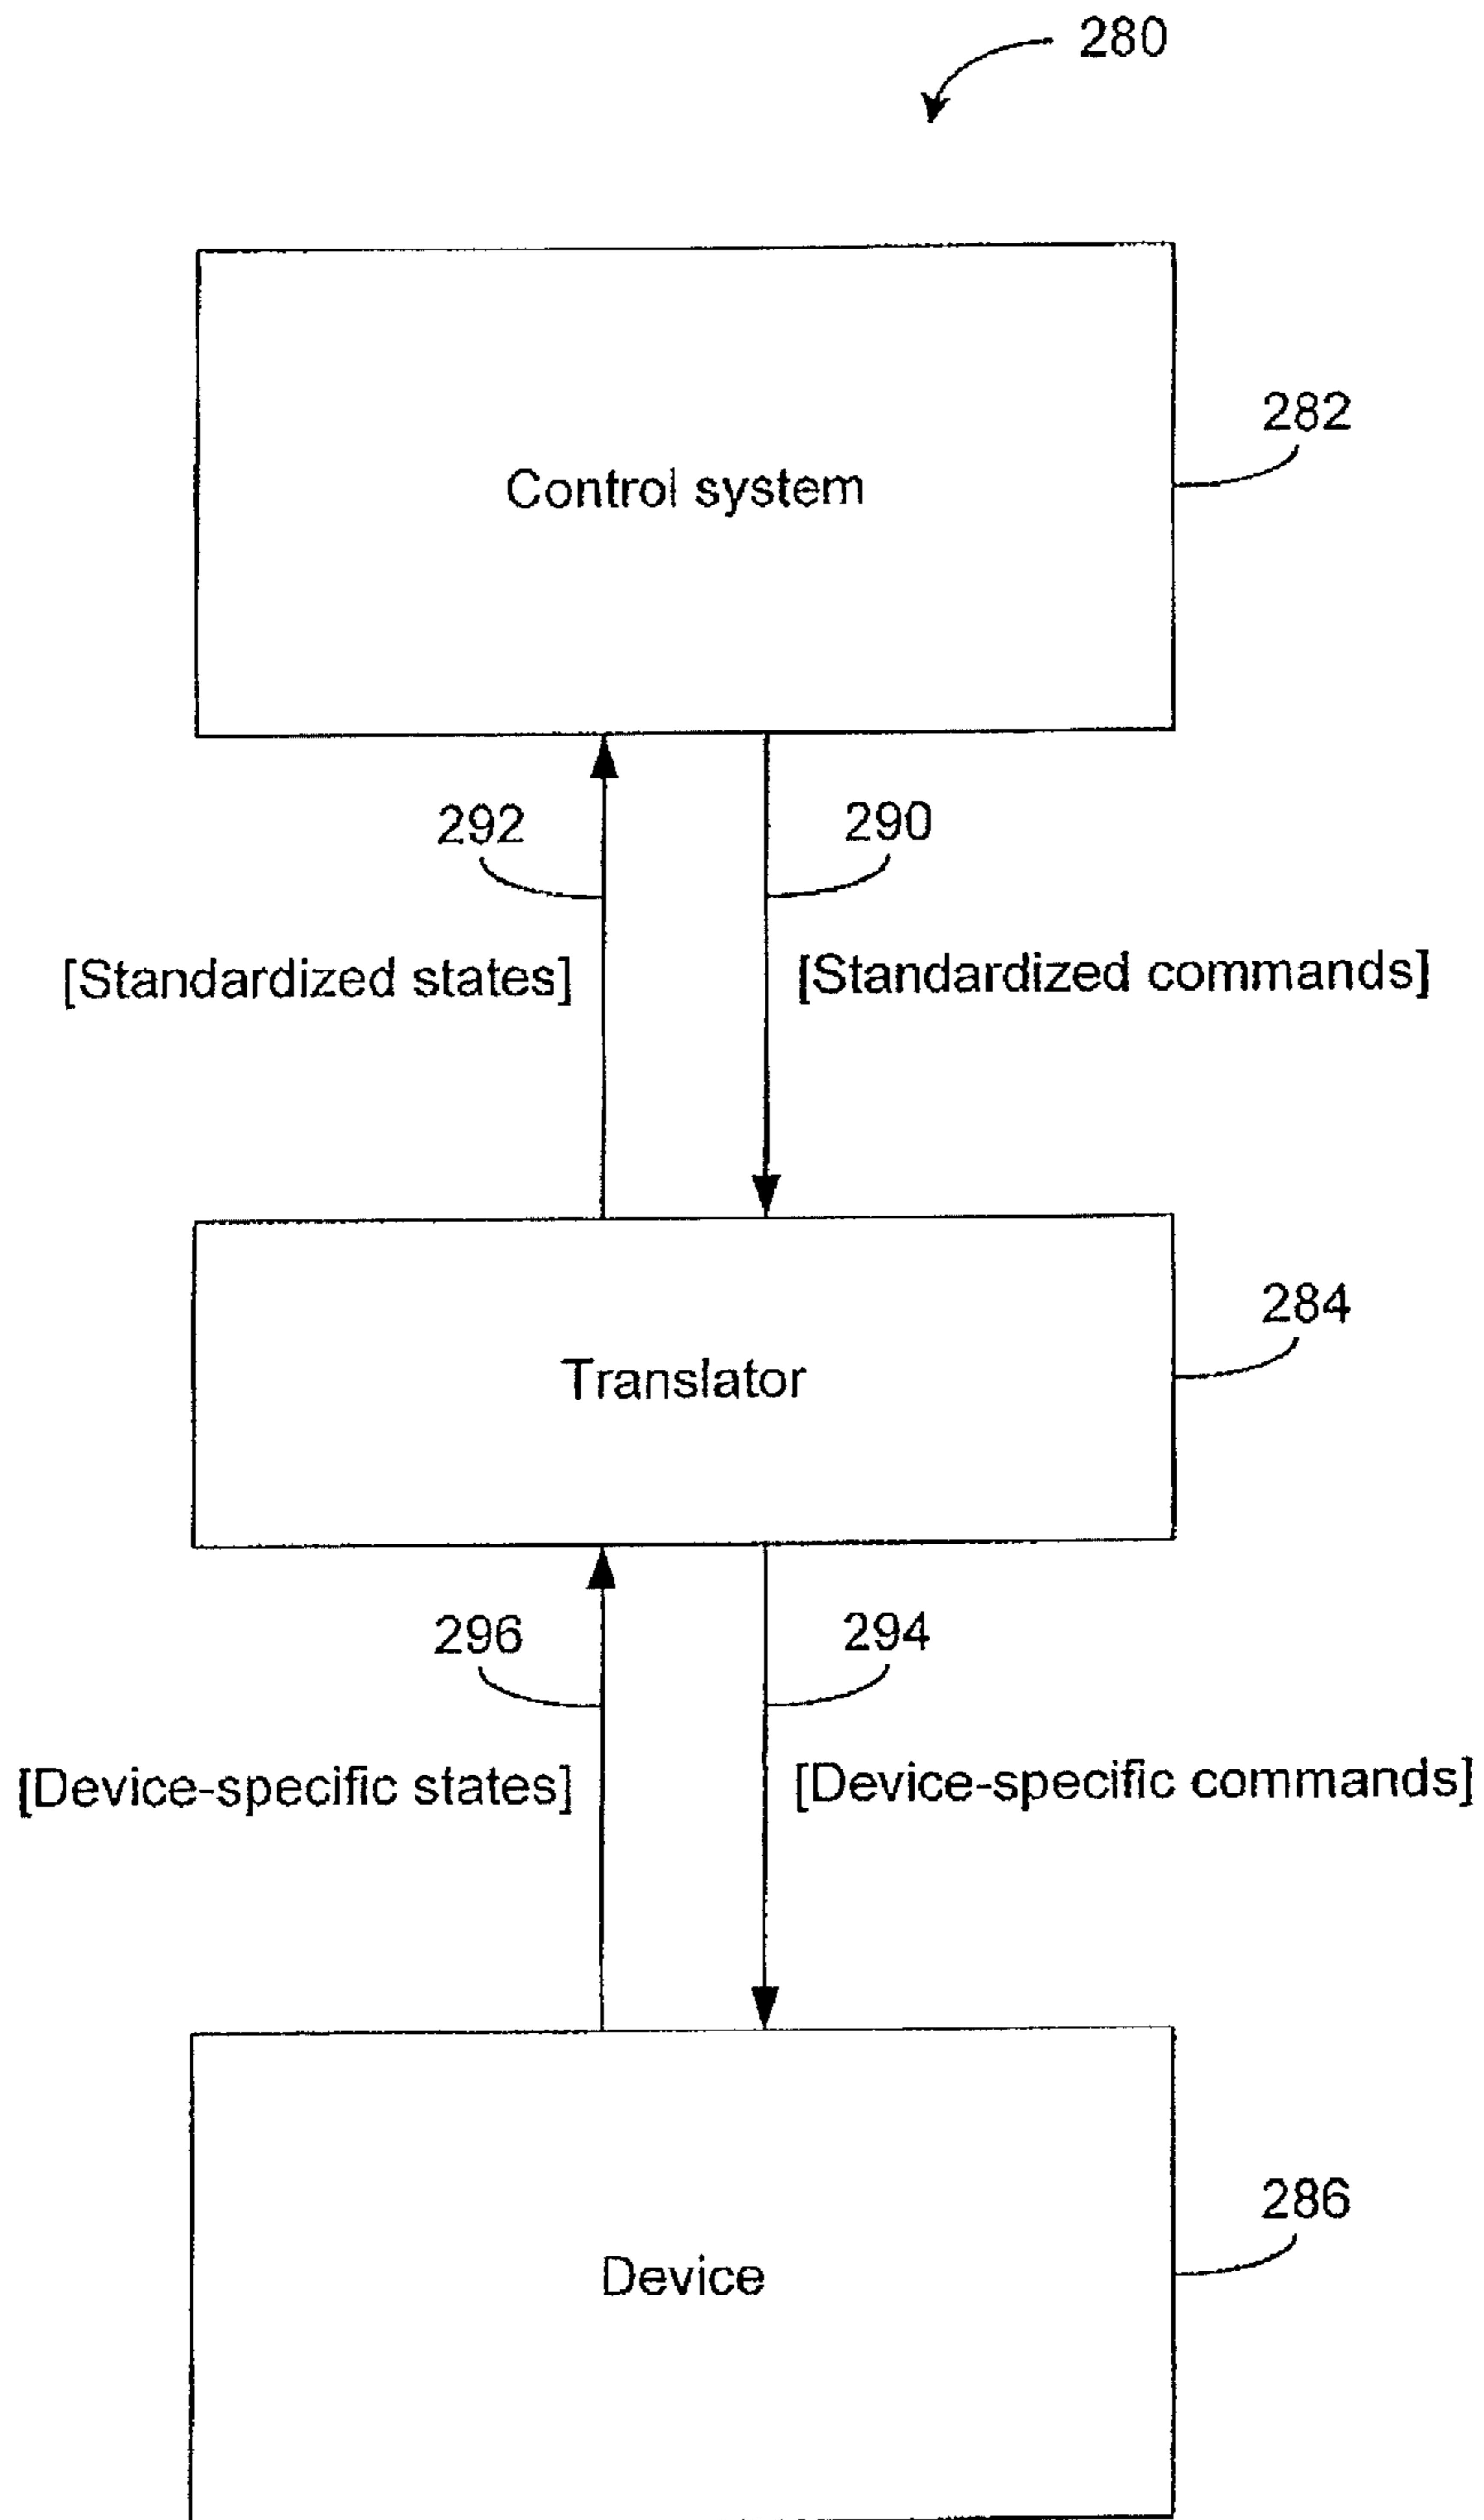 280
282
Control system
292
290
[Standardized states]
[Standardized commands]
284
Translator
296
294
[Device-specific states]
[Device-specific commands]
286
Device